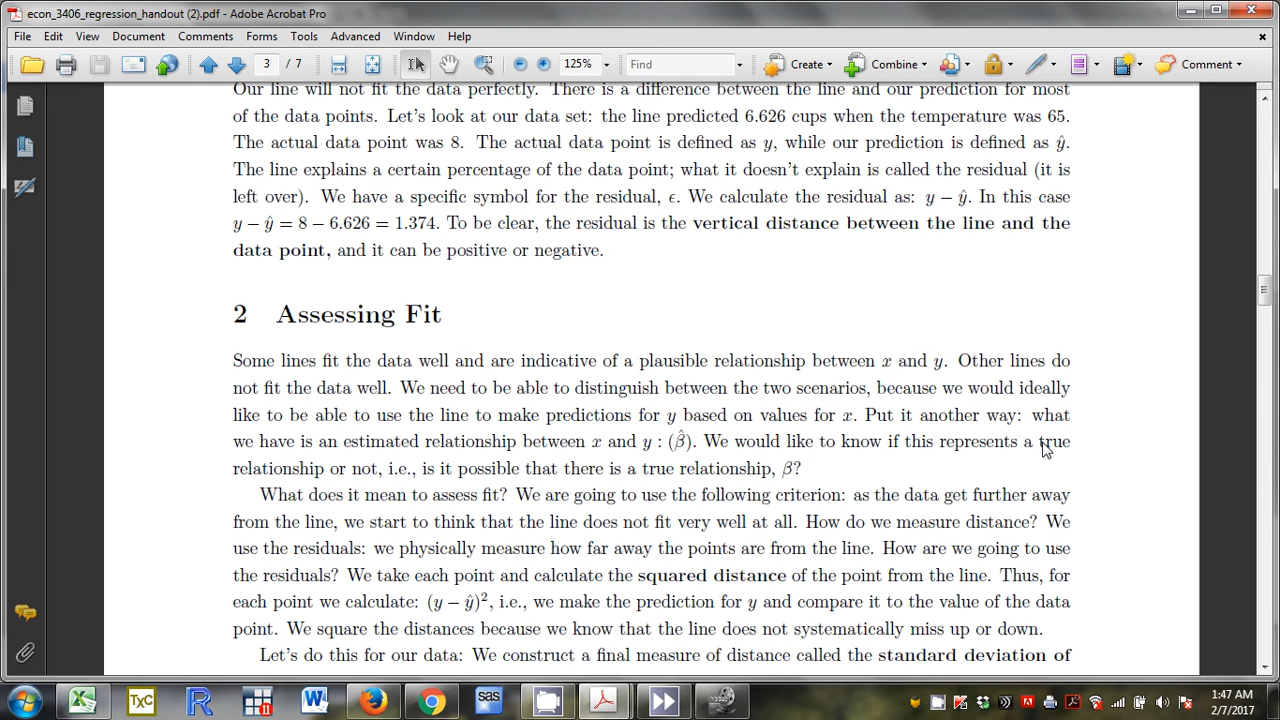 econ_3406_regression_handout (2).pdf - Adobe Acrobat Pro
File Edit View Document Comments Forms Tools Advanced Window Help
3 / 7 125% Find Create Combine Comment
Our line will not fit the data perfectly. There is a difference between the line and our prediction for most
of the data points. Let's look at our data set: the line predicted 6.626 cups when the temperature was 65.
The actual data point was 8. The actual data point is defined as y, while our prediction is defined as ŷ.
The line explains a certain percentage of the data point; what it doesn't explain is called the residual (it is
left over). We have a specific symbol for the residual, ϵ. We calculate the residual as: y − ŷ. In this case
y − ŷ = 8 − 6.626 = 1.374. To be clear, the residual is the vertical distance between the line and the
data point, and it can be positive or negative.
2 Assessing Fit
Some lines fit the data well and are indicative of a plausible relationship between x and y. Other lines do
not fit the data well. We need to be able to distinguish between the two scenarios, because we would ideally
like to be able to use the line to make predictions for y based on values for x. Put it another way: what
we have is an estimated relationship between x and y : (β̂). We would like to know if this represents a true
relationship or not, i.e., is it possible that there is a true relationship, β?
What does it mean to assess fit? We are going to use the following criterion: as the data get further away
from the line, we start to think that the line does not fit very well at all. How do we measure distance? We
use the residuals: we physically measure how far away the points are from the line. How are we going to use
the residuals? We take each point and calculate the squared distance of the point from the line. Thus, for
each point we calculate: (y − ŷ)², i.e., we make the prediction for y and compare it to the value of the data
point. We square the distances because we know that the line does not systematically miss up or down.
Let's do this for our data: We construct a final measure of distance called the standard deviation of
TxC R 11 W sas
1:47 AM
2/7/2017